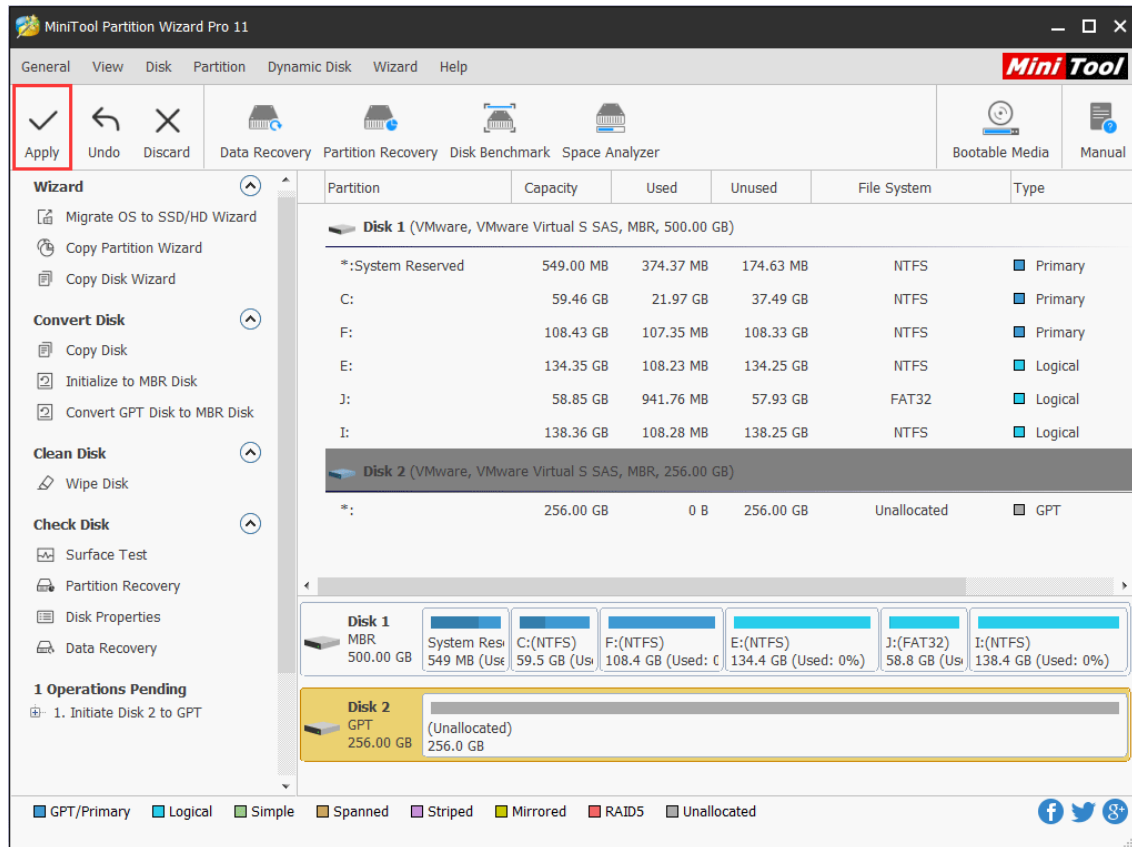 MiniTool Partition Wizard Pro 11
General View Disk Partition Dynamic Disk Wizard Help
Mini Tool
Apply Undo Discard Data Recovery Partition Recovery Disk Benchmark Space Analyzer Bootable Media Manual
Wizard
Migrate OS to SSD/HD Wizard
Copy Partition Wizard
Copy Disk Wizard
Convert Disk
Copy Disk
Initialize to MBR Disk
Convert GPT Disk to MBR Disk
Clean Disk
Wipe Disk
Check Disk
Surface Test
Partition Recovery
Disk Properties
Data Recovery
1 Operations Pending
1. Initiate Disk 2 to GPT
Partition Capacity Used Unused File System Type
Disk 1 (VMware, VMware Virtual S SAS, MBR, 500.00 GB)
*:System Reserved 549.00 MB 374.37 MB 174.63 MB NTFS Primary
C: 59.46 GB 21.97 GB 37.49 GB NTFS Primary
F: 108.43 GB 107.35 MB 108.33 GB NTFS Primary
E: 134.35 GB 108.23 MB 134.25 GB NTFS Logical
J: 58.85 GB 941.76 MB 57.93 GB FAT32 Logical
I: 138.36 GB 108.28 MB 138.25 GB NTFS Logical
Disk 2 (VMware, VMware Virtual S SAS, MBR, 256.00 GB)
*: 256.00 GB 0 B 256.00 GB Unallocated GPT
Disk 1
MBR
500.00 GB
System Rese
549 MB (Use
C:(NTFS)
59.5 GB (Us
F:(NTFS)
108.4 GB (Used: 0
E:(NTFS)
134.4 GB (Used: 0%)
J:(FAT32)
58.8 GB (Us
I:(NTFS)
138.4 GB (Used: 0%)
Disk 2
GPT
256.00 GB
(Unallocated)
256.0 GB
GPT/Primary Logical Simple Spanned Striped Mirrored RAID5 Unallocated